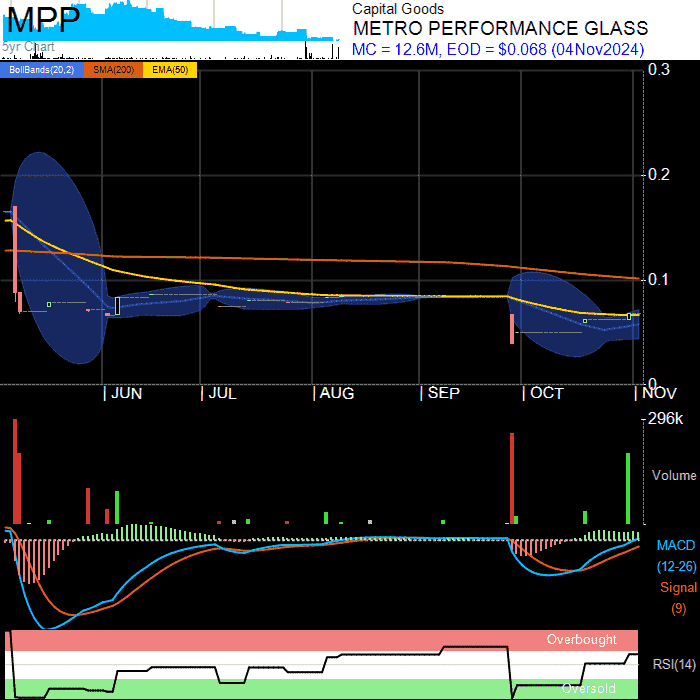 MPP
5yr Chart
Capital Goods
METRO PERFORMANCE GLASS
MC = 12.6M, EOD = $0.068 (04Nov2024)
BollBands(20,2) SMA(200) EMA(50)
0.3
0.2
0.1
0
JUN JUL AUG SEP OCT NOV
296k
Volume
MACD
(12-26)
Signal
(9)
Overbought
RSI(14)
Oversold